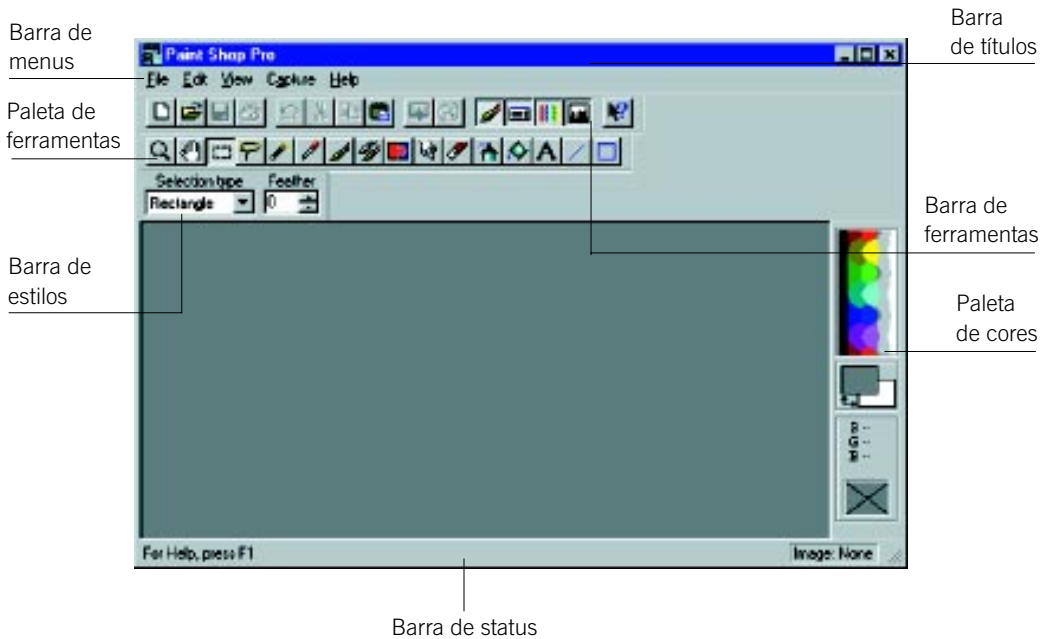 Barra de
menus
Barra
de títulos
Paint Shop Pro
File Edit View Capture Help
Paleta de
ferramentas
Selection type Feather
Rectangle 0
Barra de
ferramentas
Barra de
estilos
Paleta
de cores
R --
G --
B --
For Help, press F1
Image: None
Barra de status